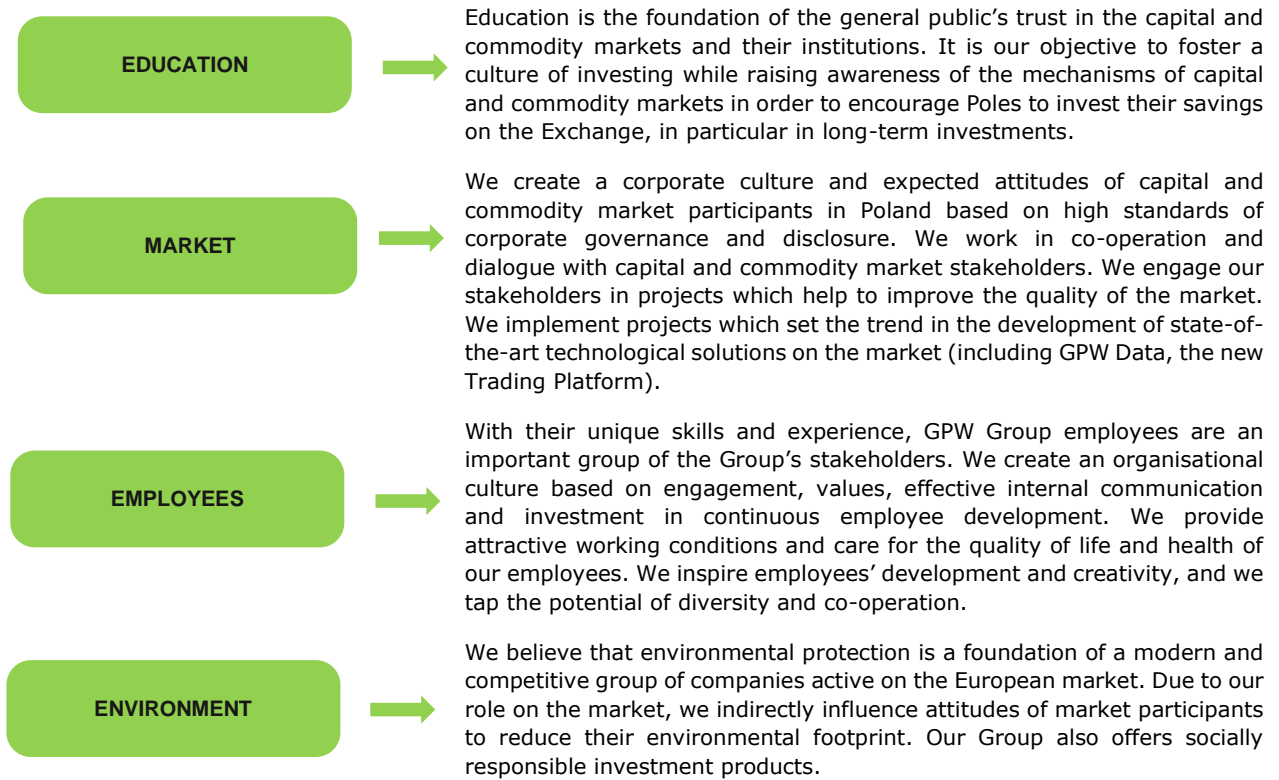 EDUCATION
Education is the foundation of the general public’s trust in the capital and
commodity markets and their institutions. It is our objective to foster a
culture of investing while raising awareness of the mechanisms of capital
and commodity markets in order to encourage Poles to invest their savings
on the Exchange, in particular in long-term investments.
MARKET
We create a corporate culture and expected attitudes of capital and
commodity market participants in Poland based on high standards of
corporate governance and disclosure. We work in co-operation and
dialogue with capital and commodity market stakeholders. We engage our
stakeholders in projects which help to improve the quality of the market.
We implement projects which set the trend in the development of state-of-
the-art technological solutions on the market (including GPW Data, the new
Trading Platform).
EMPLOYEES
With their unique skills and experience, GPW Group employees are an
important group of the Group’s stakeholders. We create an organisational
culture based on engagement, values, effective internal communication
and investment in continuous employee development. We provide
attractive working conditions and care for the quality of life and health of
our employees. We inspire employees’ development and creativity, and we
tap the potential of diversity and co-operation.
ENVIRONMENT
We believe that environmental protection is a foundation of a modern and
competitive group of companies active on the European market. Due to our
role on the market, we indirectly influence attitudes of market participants
to reduce their environmental footprint. Our Group also offers socially
responsible investment products.